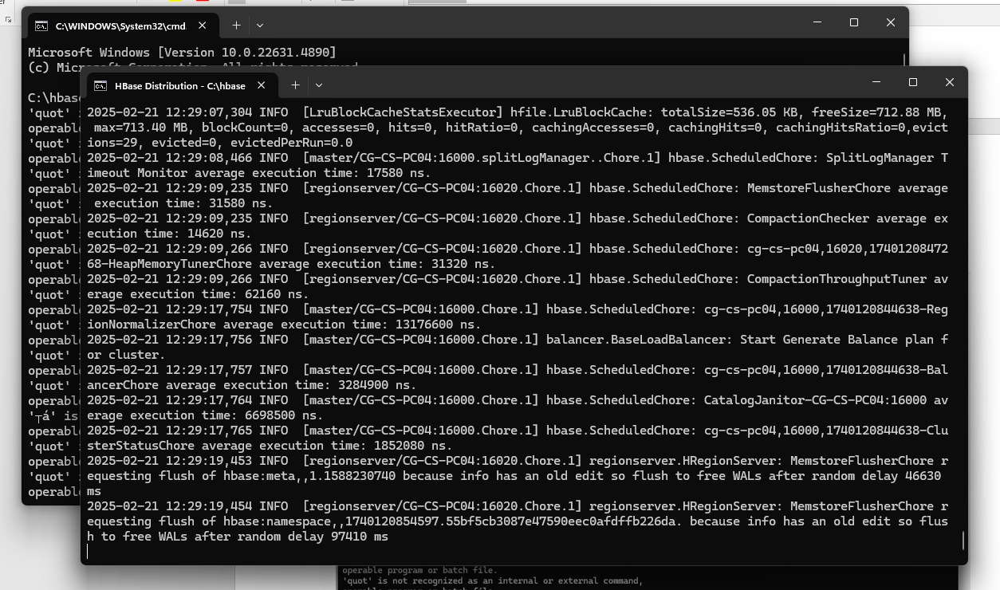 C:\WINDOWS\System32\cmd.
Microsoft Windows [Version 10.0.22631.4890]
(c)
C:\hbase
'quot'
'quot'
'quot'
'quot'
'quot'
'quot'
'quot'
'quot'
'quot'
'quot'
'┬á' is
'quot'
'quot'
HBase Distribution - C:\hbase
2025-02-21 12:29:07,304 INFO  [LruBlockCacheStatsExecutor] hfile.LruBlockCache: totalSize=536.05 KB, freeSize=712.88 MB,
 max=713.40 MB, blockCount=0, accesses=0, hits=0, hitRatio=0, cachingAccesses=0, cachingHits=0, cachingHitsRatio=0,evict
ions=29, evicted=0, evictedPerRun=0.0
2025-02-21 12:29:08,466 INFO  [master/CG-CS-PC04:16000.splitLogManager..Chore.1] hbase.ScheduledChore: SplitLogManager T
imeout Monitor average execution time: 17580 ns.
2025-02-21 12:29:09,235 INFO  [regionserver/CG-CS-PC04:16020.Chore.1] hbase.ScheduledChore: MemstoreFlusherChore average
 execution time: 31580 ns.
2025-02-21 12:29:09,235 INFO  [regionserver/CG-CS-PC04:16020.Chore.1] hbase.ScheduledChore: CompactionChecker average ex
ecution time: 14620 ns.
2025-02-21 12:29:09,266 INFO  [regionserver/CG-CS-PC04:16020.Chore.1] hbase.ScheduledChore: cg-cs-pc04,16020,17401208472
68-HeapMemoryTunerChore average execution time: 31320 ns.
2025-02-21 12:29:09,266 INFO  [regionserver/CG-CS-PC04:16020.Chore.1] hbase.ScheduledChore: CompactionThroughputTuner av
erage execution time: 62160 ns.
2025-02-21 12:29:17,754 INFO  [master/CG-CS-PC04:16000.Chore.1] hbase.ScheduledChore: cg-cs-pc04,16000,1740120844638-Reg
ionNormalizerChore average execution time: 13176600 ns.
2025-02-21 12:29:17,756 INFO  [master/CG-CS-PC04:16000.Chore.1] balancer.BaseLoadBalancer: Start Generate Balance plan f
or cluster.
2025-02-21 12:29:17,757 INFO  [master/CG-CS-PC04:16000.Chore.1] hbase.ScheduledChore: cg-cs-pc04,16000,1740120844638-Bal
ancerChore average execution time: 3284900 ns.
2025-02-21 12:29:17,764 INFO  [master/CG-CS-PC04:16000.Chore.1] hbase.ScheduledChore: CatalogJanitor-CG-CS-PC04:16000 av
erage execution time: 6698500 ns.
2025-02-21 12:29:17,765 INFO  [master/CG-CS-PC04:16000.Chore.1] hbase.ScheduledChore: cg-cs-pc04,16000,1740120844638-Clu
sterStatusChore average execution time: 1852080 ns.
2025-02-21 12:29:19,453 INFO  [regionserver/CG-CS-PC04:16020.Chore.1] regionserver.HRegionServer: MemstoreFlusherChore r
equesting flush of hbase:meta,,1.1588230740 because info has an old edit so flush to free WALs after random delay 46630
ms
2025-02-21 12:29:19,454 INFO  [regionserver/CG-CS-PC04:16020.Chore.1] regionserver.HRegionServer: MemstoreFlusherChore r
equesting flush of hbase:namespace,,1740120854597.55bf5cb3087e47590eec0afdffb226da. because info has an old edit so flus
h to free WALs after random delay 97410 ms
operable program or batch file.
'quot' is not recognized as an internal or external command,